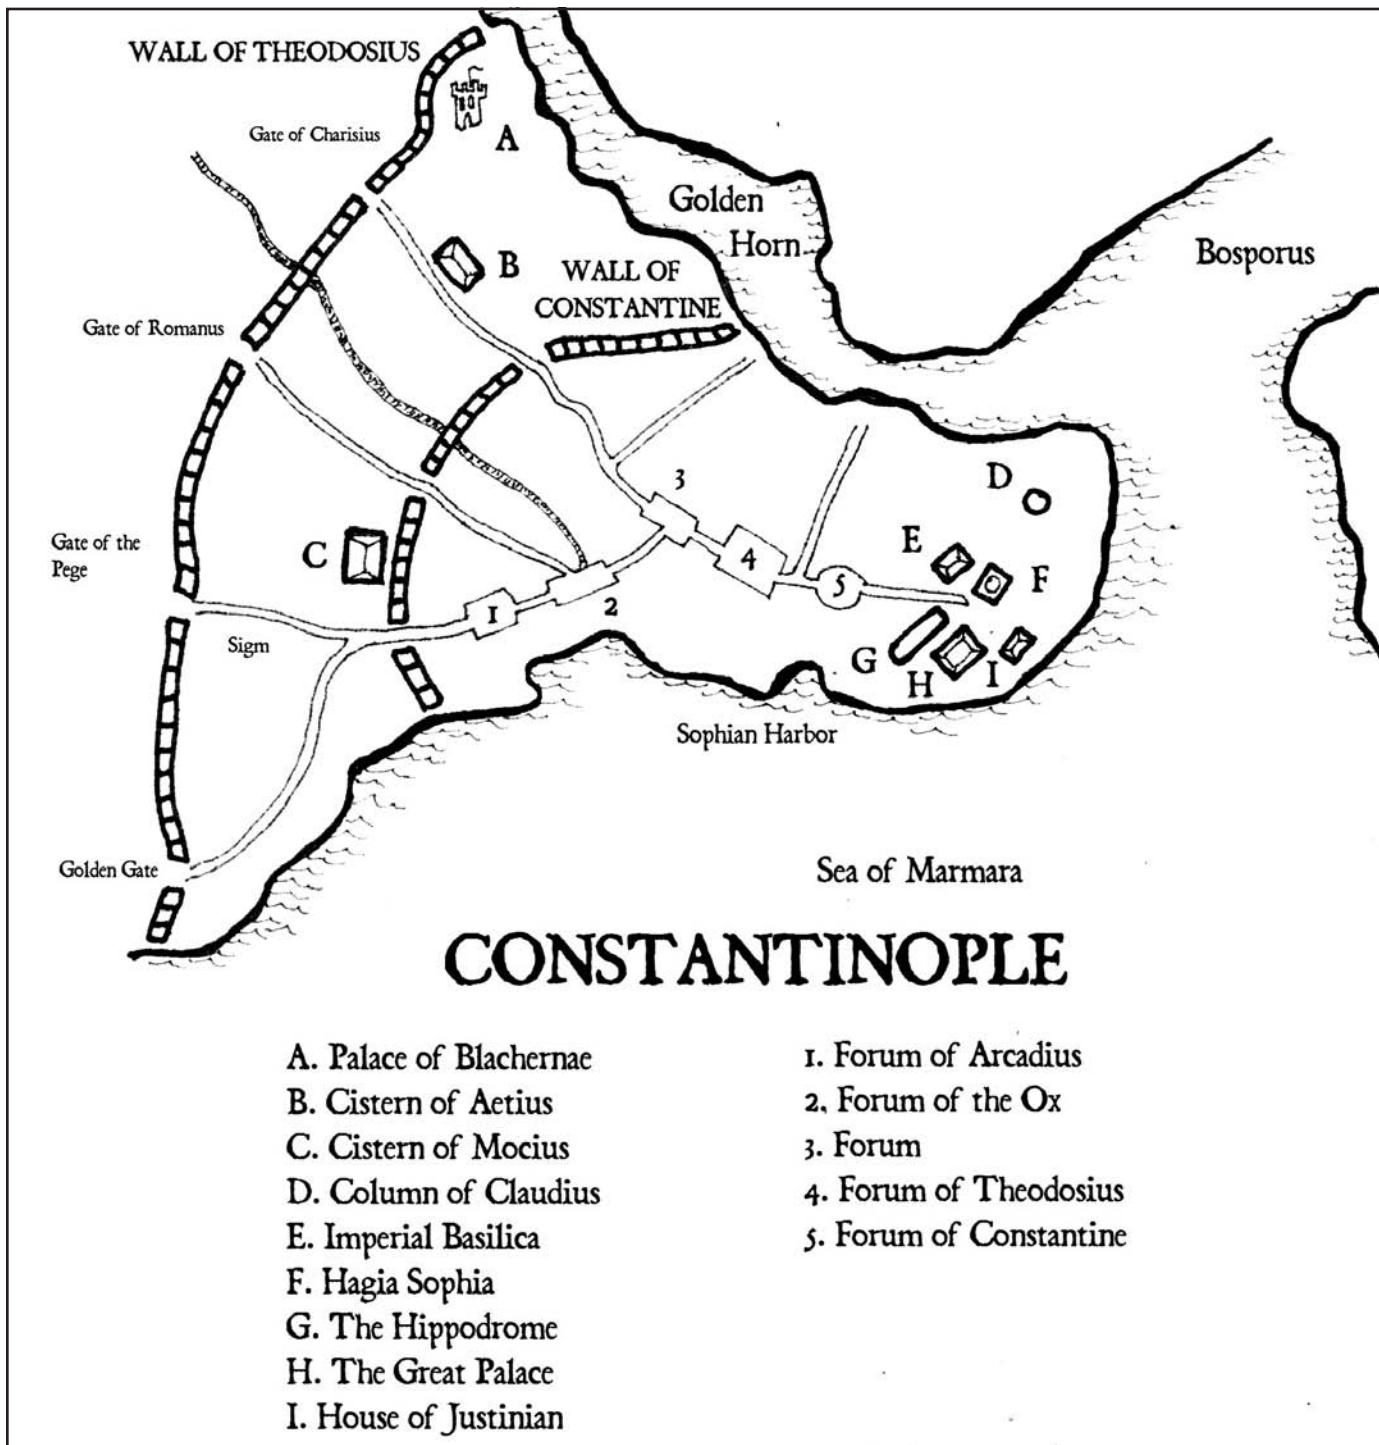 WALL OF THEODOSIUS
Gate of Charisius
A
Golden
Horn
Bosporus
B
WALL OF
CONSTANTINE
Gate of Romanus
3
D
Gate of the
Pege
C
4
E
5
F
1
2
Sigm
G
H
I
Sophian Harbor
Golden Gate
Sea of Marmara
CONSTANTINOPLE
A. Palace of Blachernae
B. Cistern of Aetius
C. Cistern of Mocius
D. Column of Claudius
E. Imperial Basilica
F. Hagia Sophia
G. The Hippodrome
H. The Great Palace
I. House of Justinian
1. Forum of Arcadius
2. Forum of the Ox
3. Forum
4. Forum of Theodosius
5. Forum of Constantine